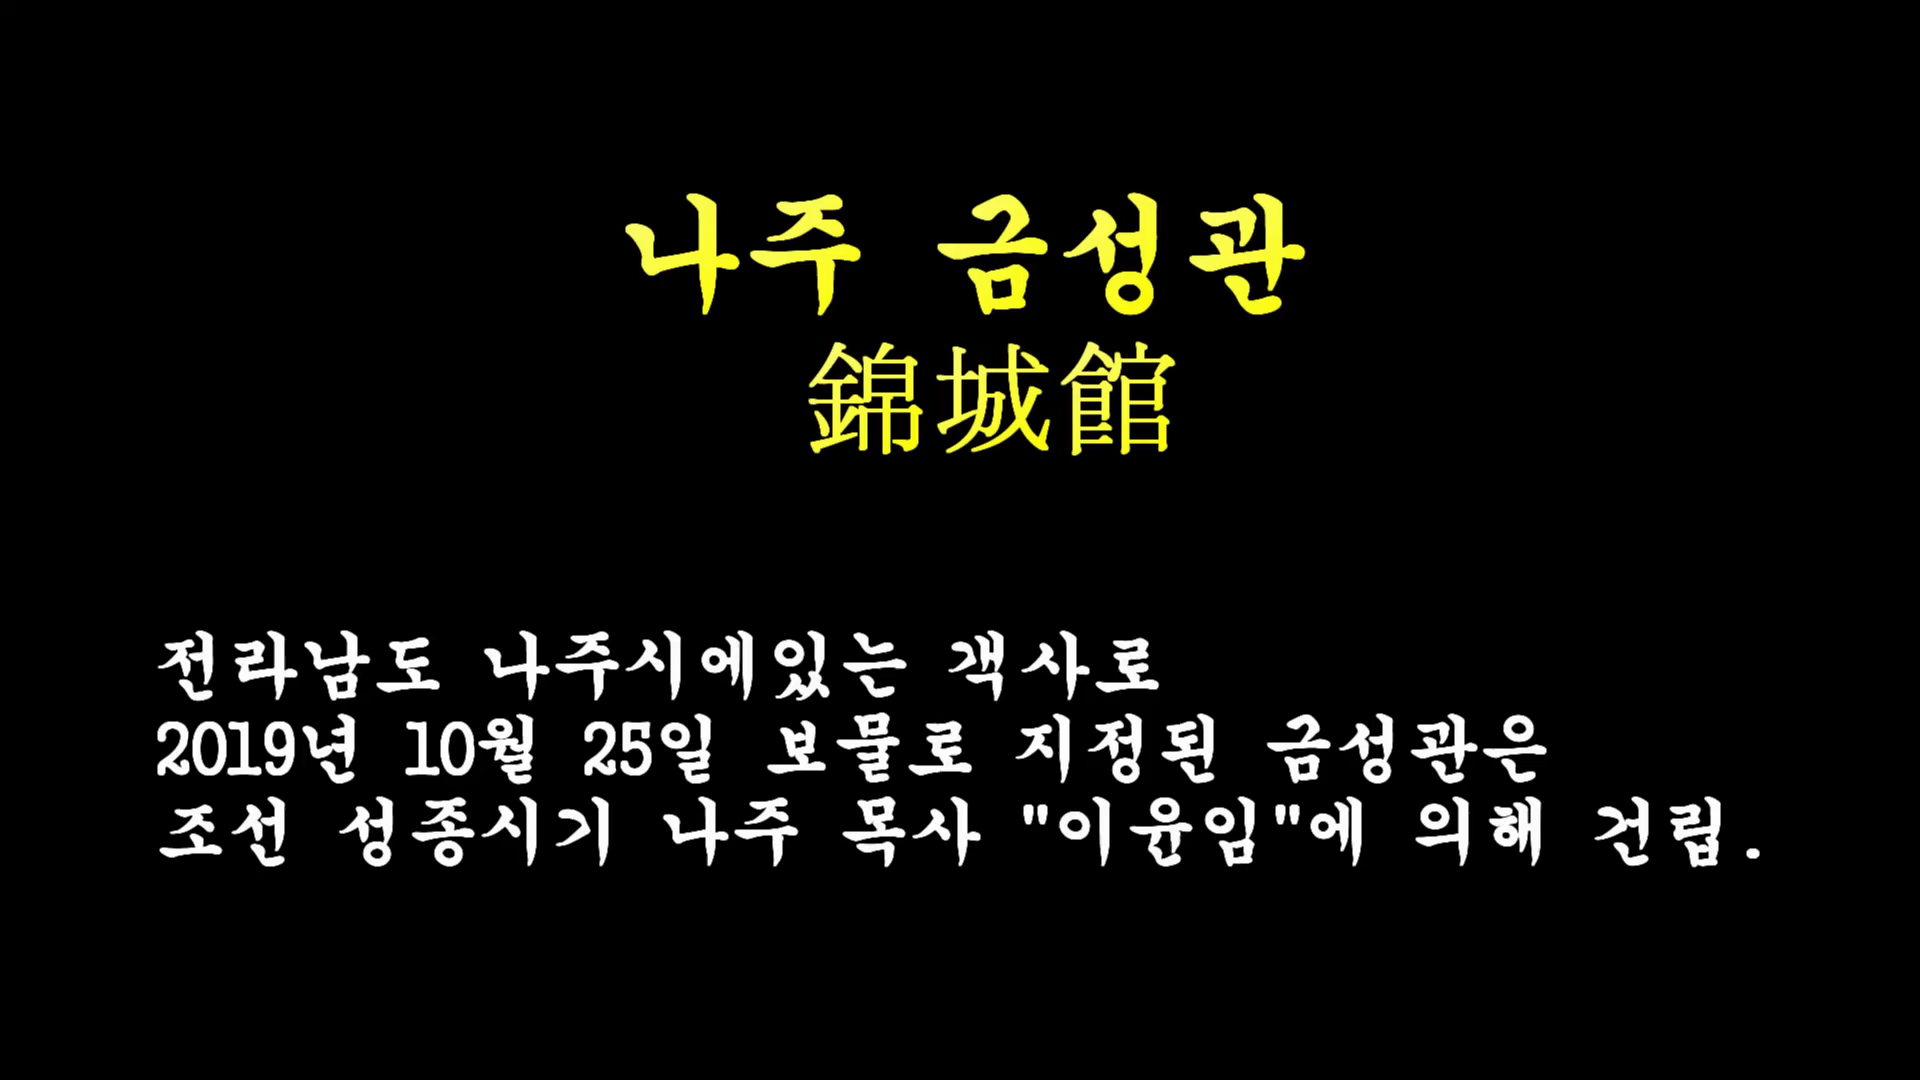 나주 금성관
錦城館
전라남도 나주시에있는 객사로
2019년 10월 25일 보물로 지정된 금성관은
조선 성종시기 나주 목사 "이윤임"에 의해 건립.